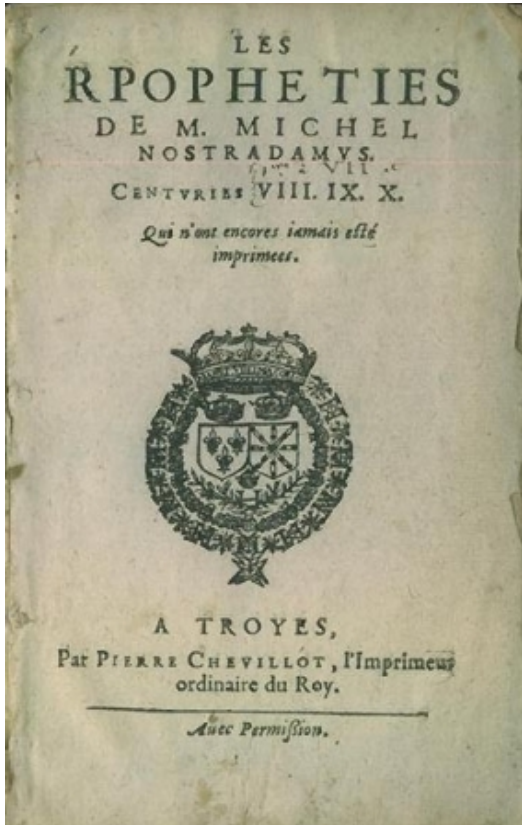 LES
RPOPHETIES
DE M. MICHEL
NOSTRADAMVS.
CENTVRIES VIII. IX. X.
Qui n'ont encores iamais esté
imprimees.
A TROYES,
Par PIERRE CHEVILLOT, l'Imprimeur
ordinaire du Roy.
Auec Permission.